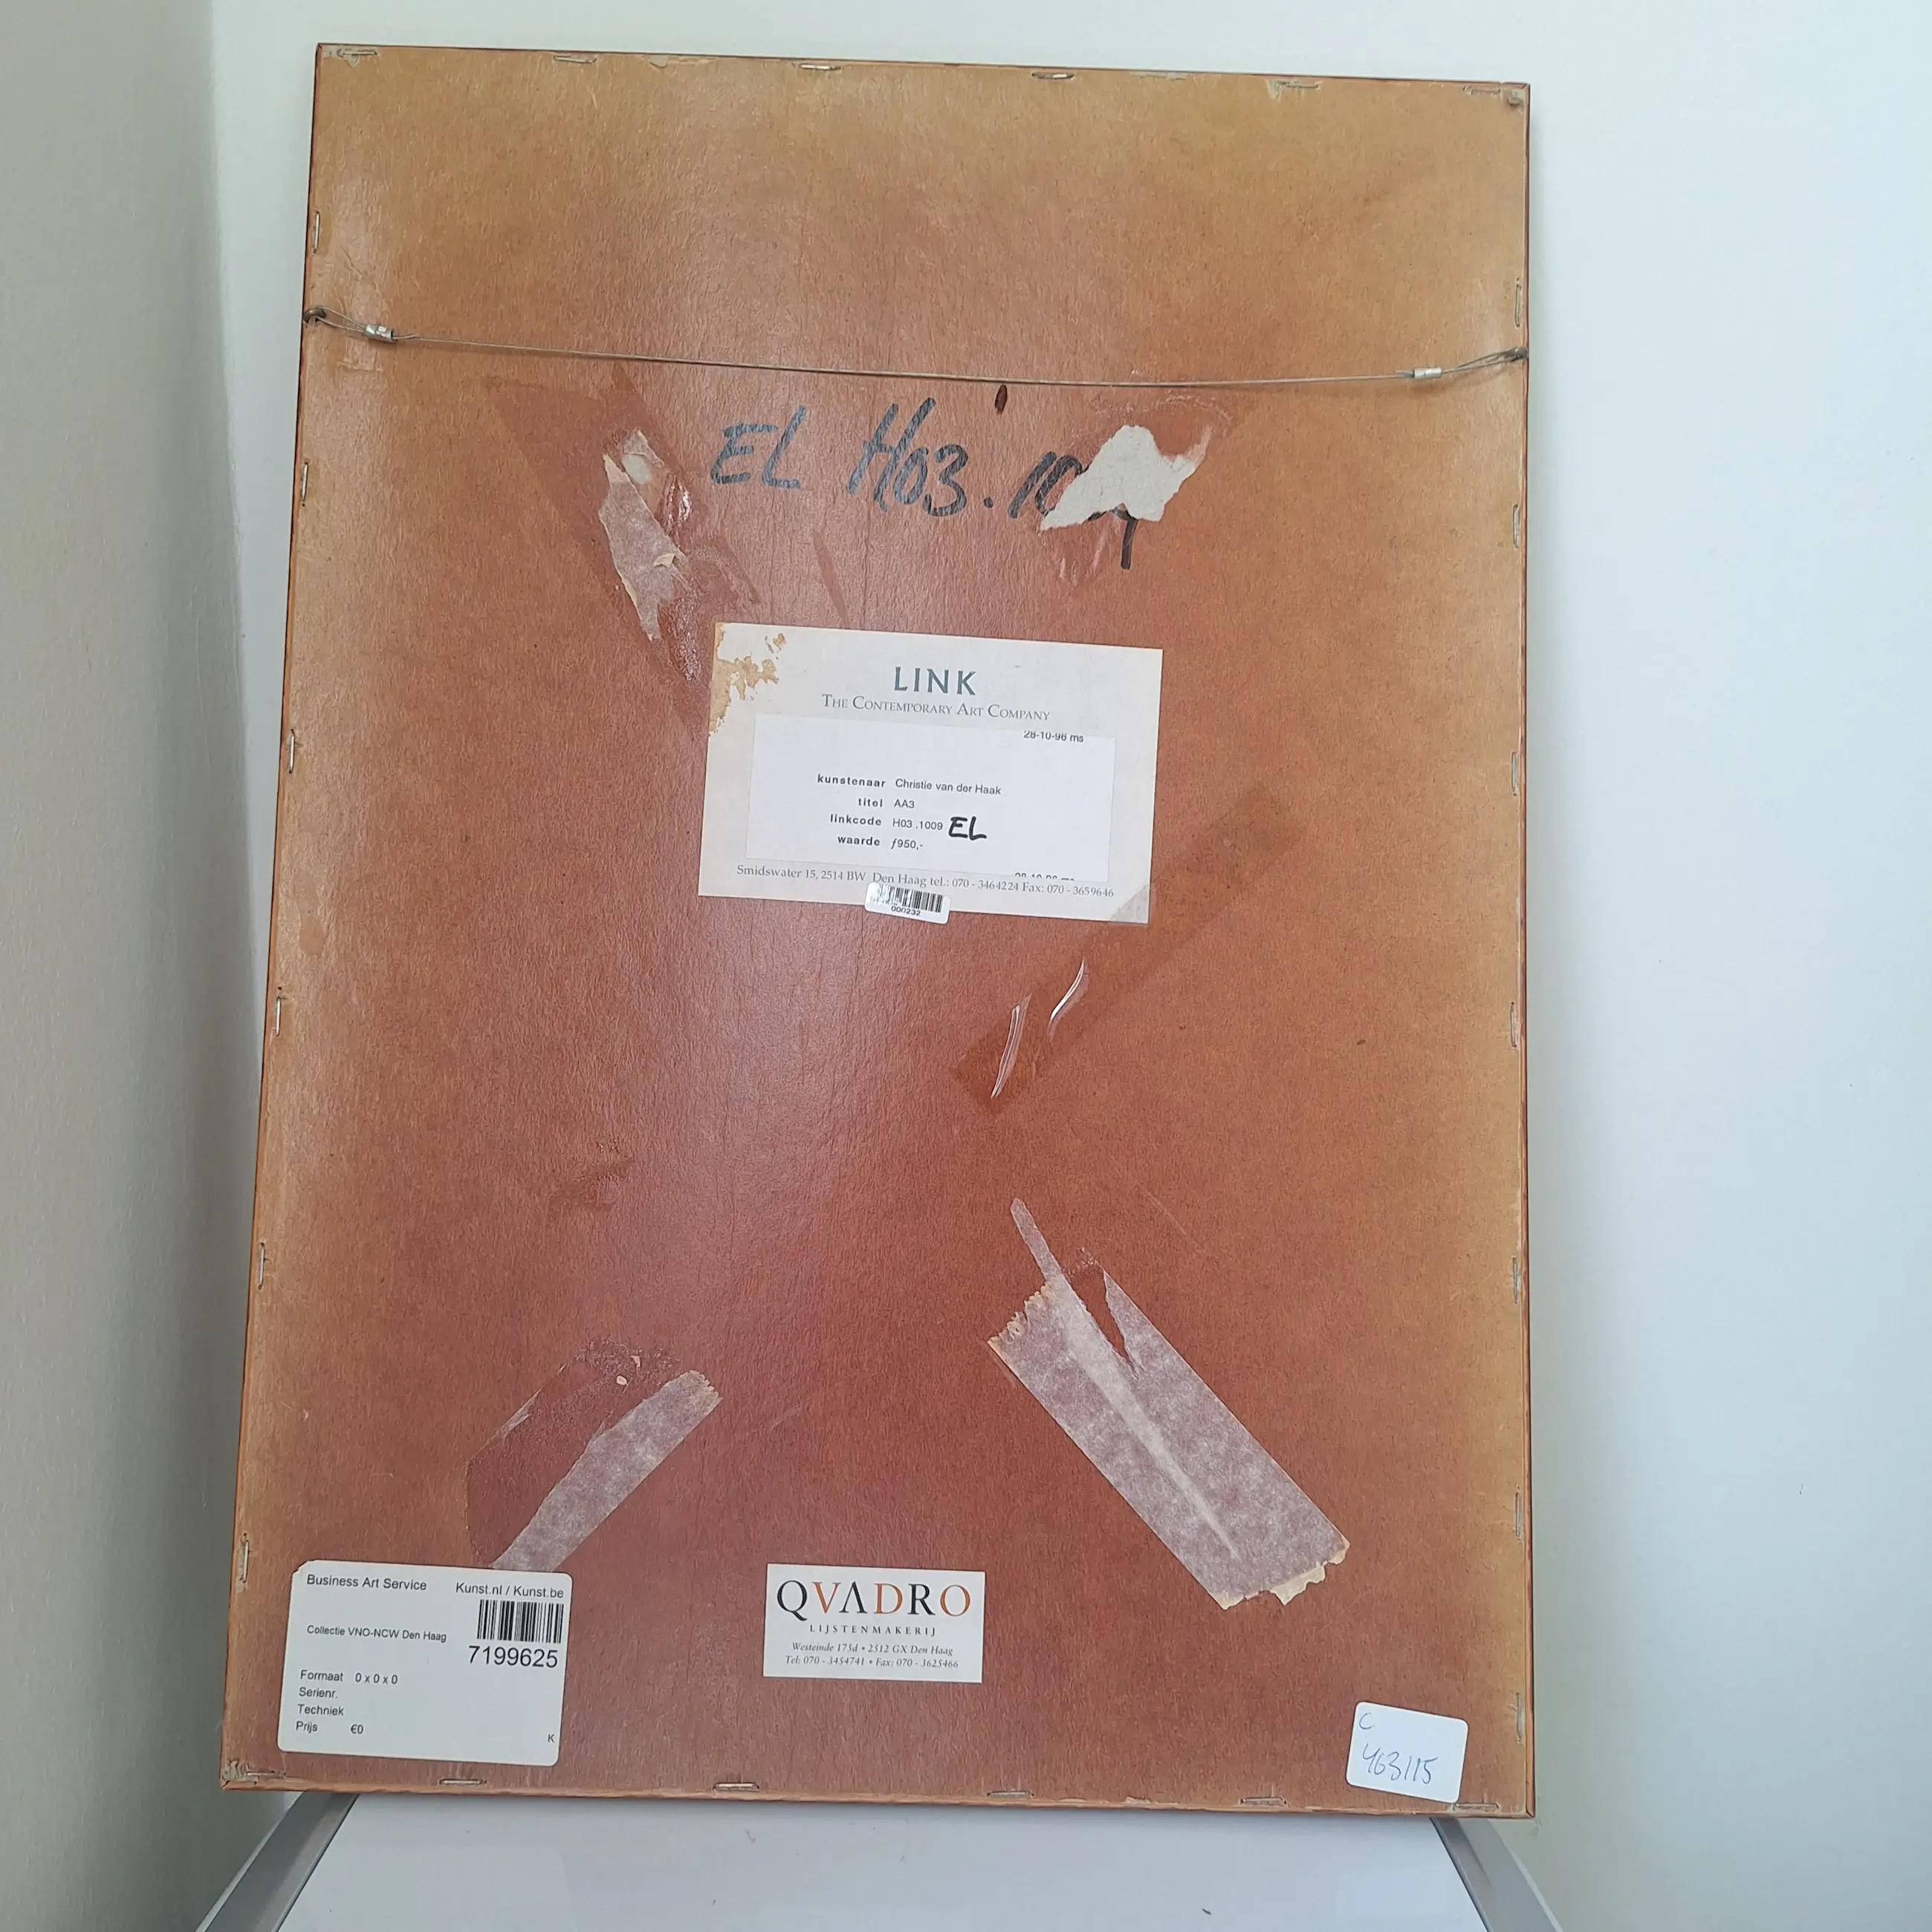 EL H03.10
LINK
THE CONTEMPORARY ART COMPANY
28-10-96 ms
kunstenaar Christie van der Haak
titel AA3
linkcode H03 .1009 EL
waarde ƒ950,-
Smidswater 15, 2514 BW Den Haag tel.: 070 - 3464224 Fax: 070 - 3659646
000232
Business Art Service Kunst.nl / Kunst.be
Collectie VNO-NCW Den Haag
7199625
Formaat 0 x 0 x 0
Serienr.
Techniek
Prijs €0
K
QVADRO
LIJSTENMAKERIJ
Westeinde 175d • 2512 GX Den Haag
Tel: 070 - 3454741 • Fax: 070 - 3625466
C
463115